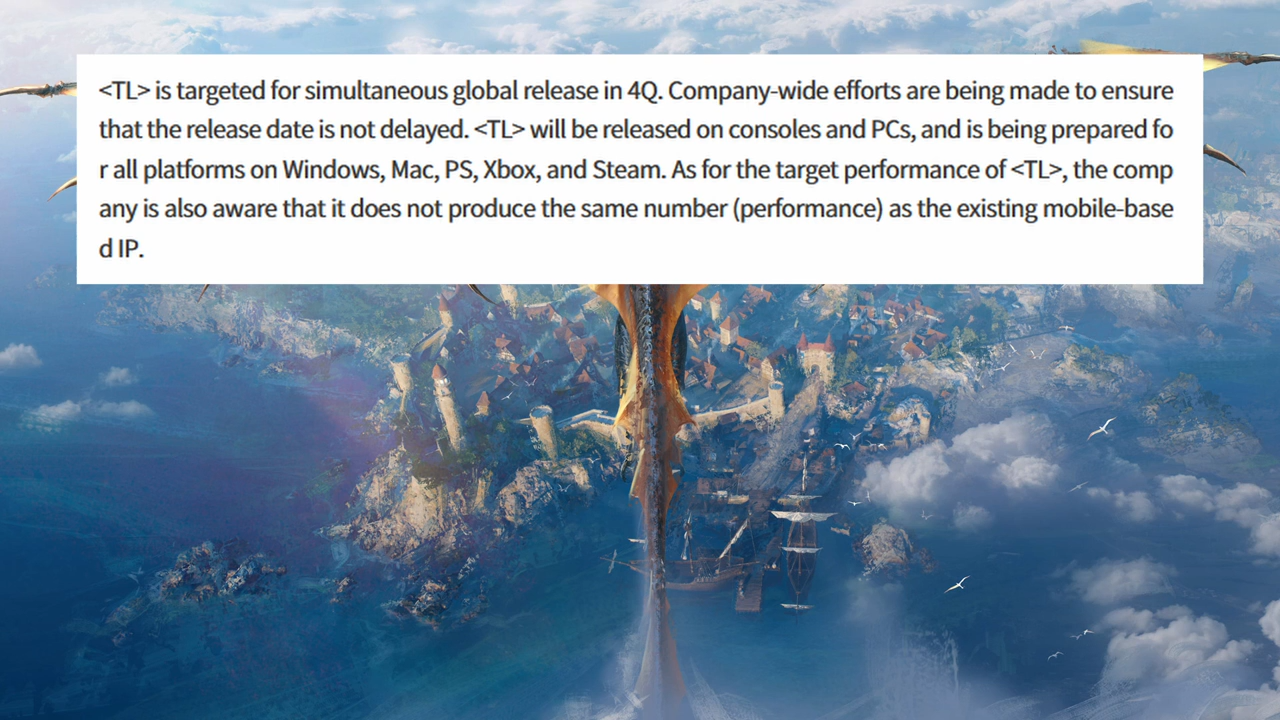 <TL> is targeted for simultaneous global release in 4Q. Company-wide efforts are being made to ensure
that the release date is not delayed. <TL> will be released on consoles and PCs, and is being prepared fo
r all platforms on Windows, Mac, PS, Xbox, and Steam. As for the target performance of <TL>, the comp
any is also aware that it does not produce the same number (performance) as the existing mobile-base
d IP.